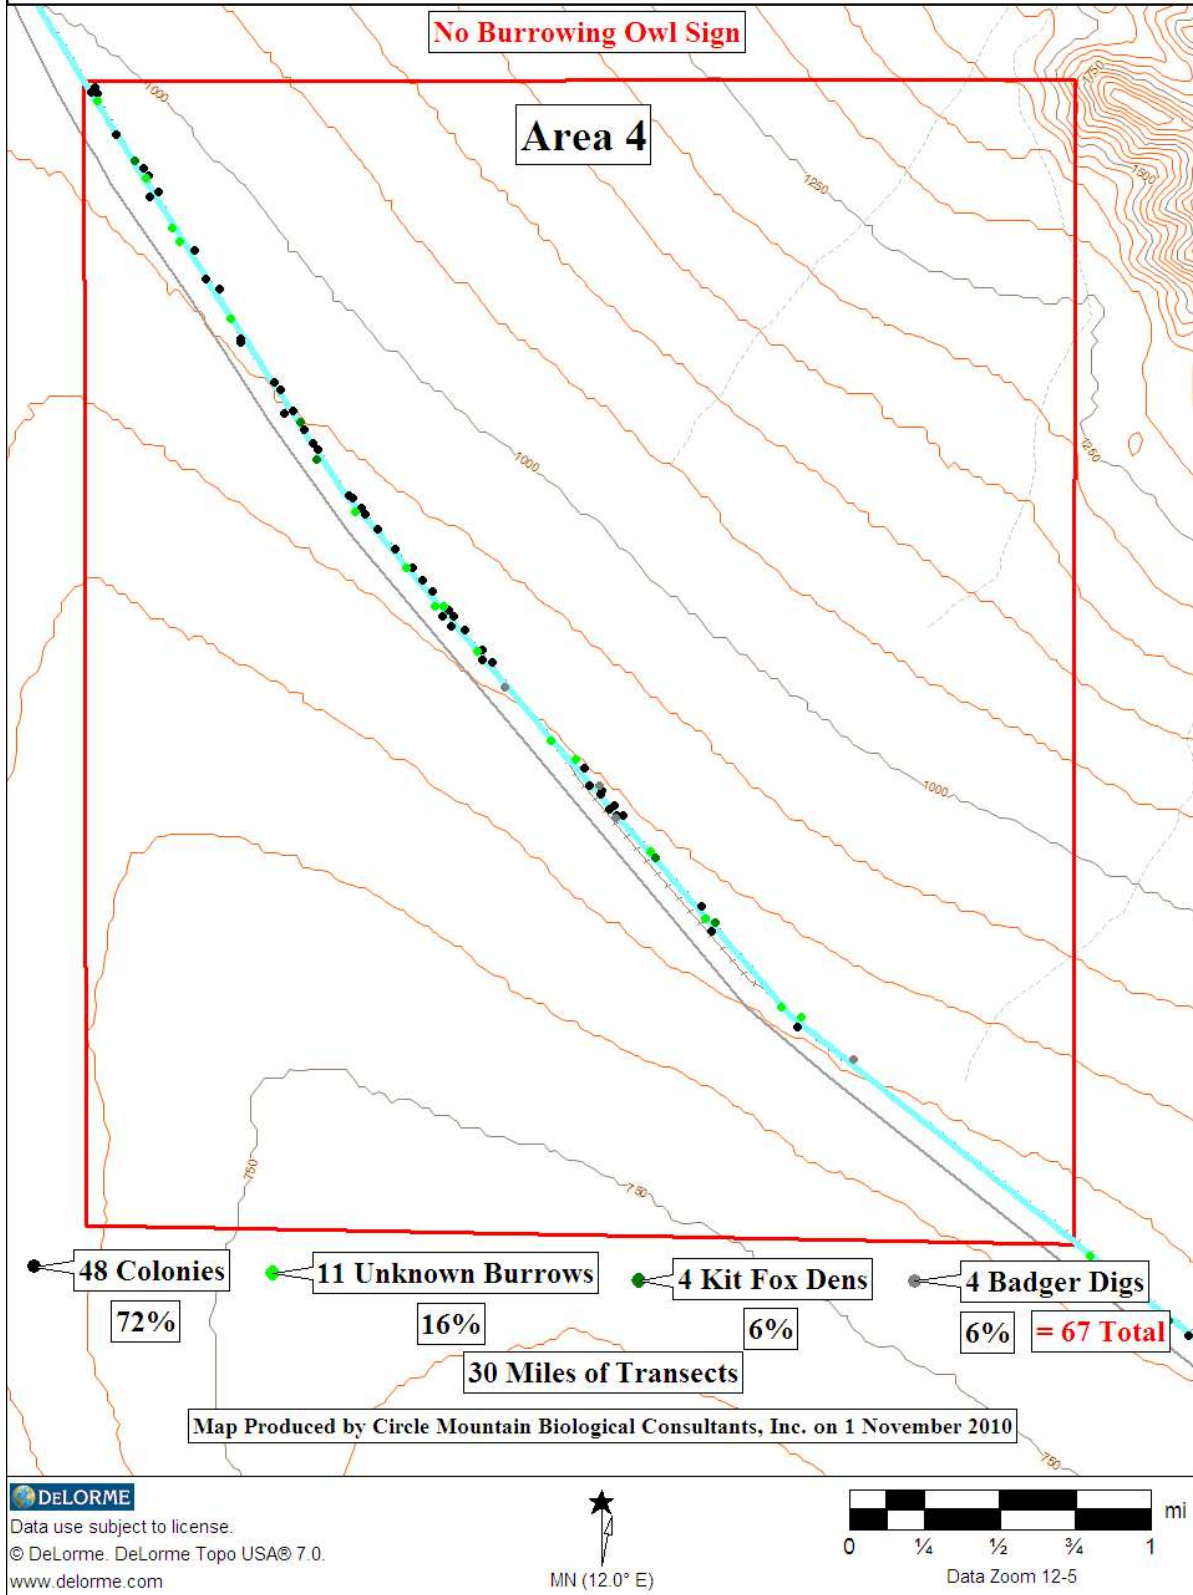 No Burrowing Owl Sign
1750
1000
Area 4
1500
1250
1250
1000
1000
750
750
48 Colonies
11 Unknown Burrows
4 Kit Fox Dens
4 Badger Digs
72%
16%
6%
6%
= 67 Total
30 Miles of Transects
Map Produced by Circle Mountain Biological Consultants, Inc. on 1 November 2010
750
DELORME
Data use subject to license.
© DeLorme. DeLorme Topo USA® 7.0.
www.delorme.com
MN (12.0° E)
mi
0 ¼ ½ ¾ 1
Data Zoom 12-5